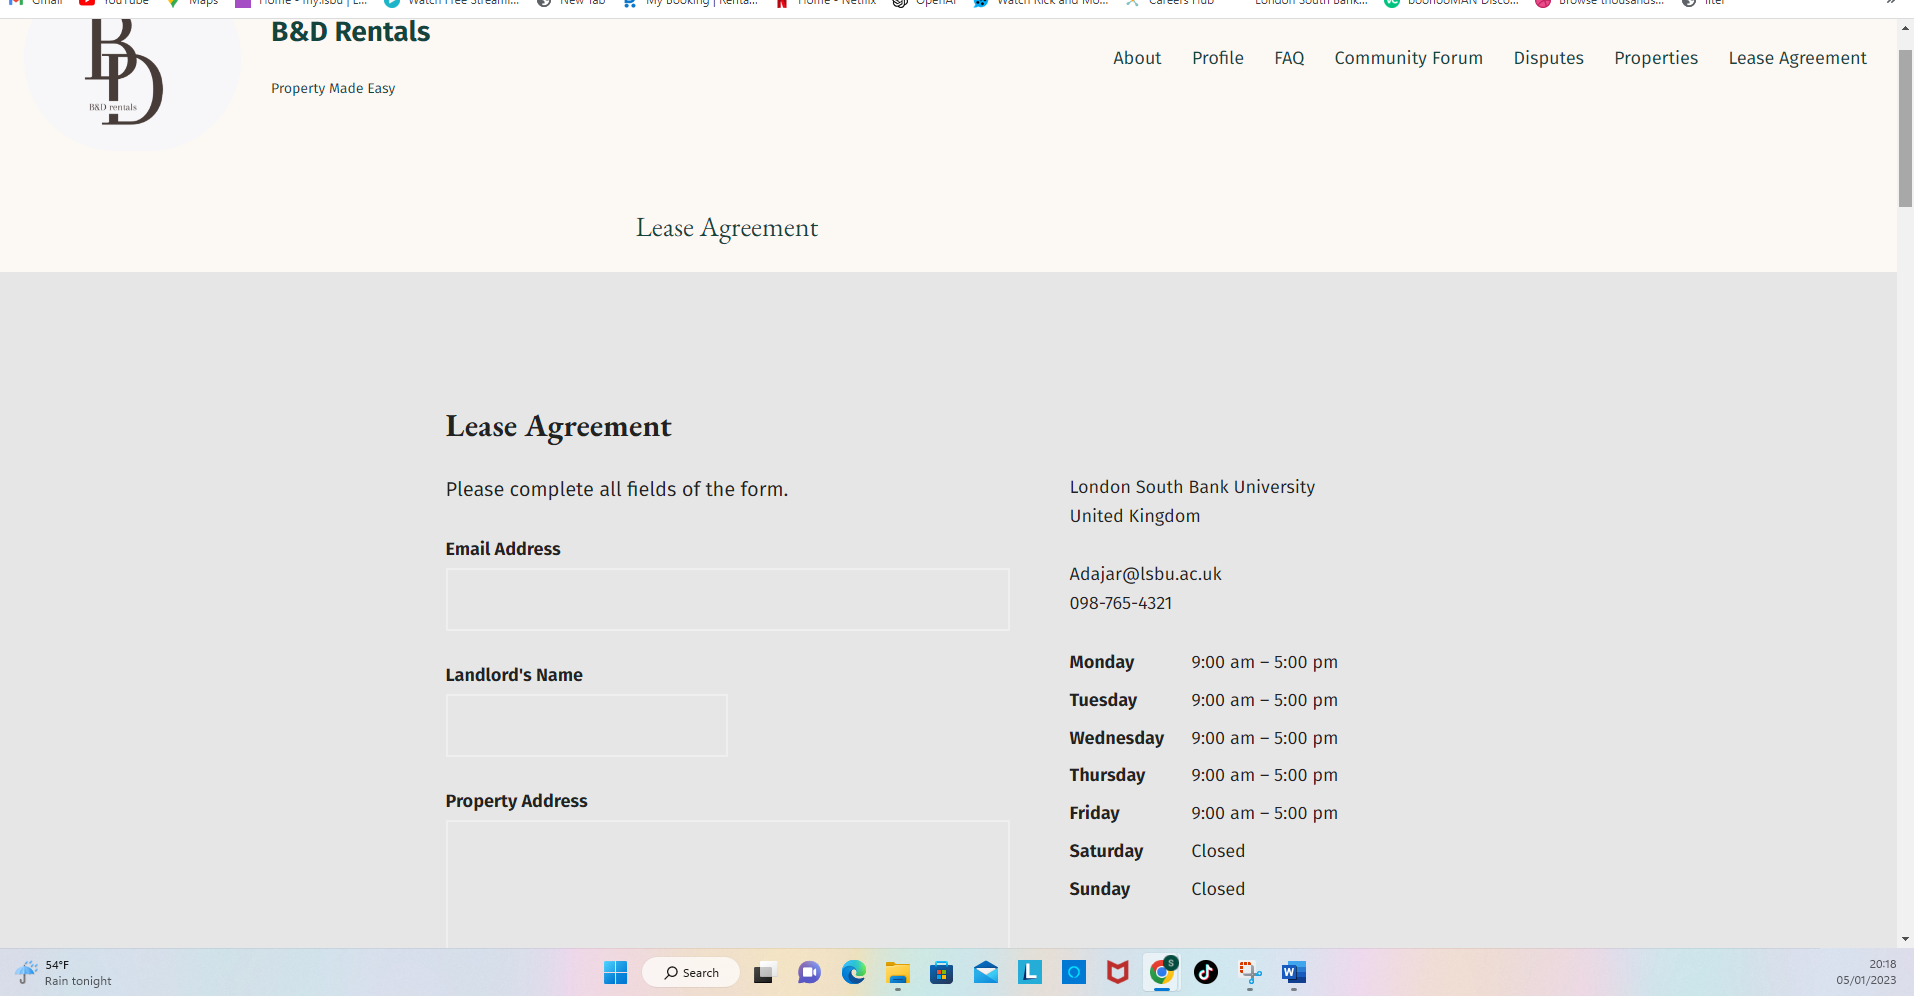 Gmail
YouTube
Maps
Home - my.lsbu | L...
Watch Free Streami...
New Tab
My Booking | Renta...
Home - Netflix
OpenAI
Watch Rick and Mo...
Careers Hub
London South Bank...
boohooMAN Disco...
Browse thousands...
»
B&D rentals
B&D Rentals
Property Made Easy
About
Profile
FAQ
Community Forum
Disputes
Properties
Lease Agreement
Lease Agreement
Lease Agreement
Please complete all fields of the form.
Email Address
Landlord's Name
Property Address
London South Bank University
United Kingdom
Adajar@lsbu.ac.uk
098-765-4321
Monday 9:00 am – 5:00 pm
Tuesday 9:00 am – 5:00 pm
Wednesday 9:00 am – 5:00 pm
Thursday 9:00 am – 5:00 pm
Friday 9:00 am – 5:00 pm
Saturday Closed
Sunday Closed
54°F
Rain tonight
Search
20:18
05/01/2023